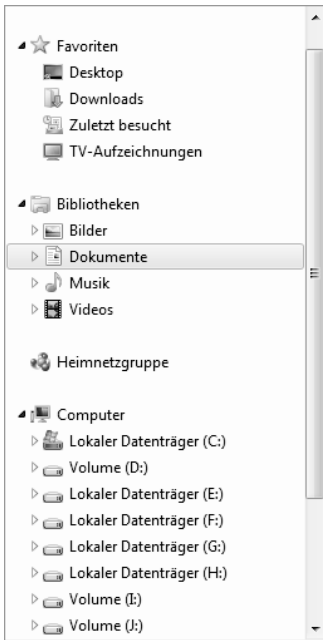 Favoriten
Desktop
Downloads
Zuletzt besucht
TV-Aufzeichnungen
Bibliotheken
Bilder
Dokumente
Musik
Videos
Heimnetzgruppe
Computer
Lokaler Datenträger (C:)
Volume (D:)
Lokaler Datenträger (E:)
Lokaler Datenträger (F:)
Lokaler Datenträger (G:)
Lokaler Datenträger (H:)
Volume (I:)
Volume (J:)